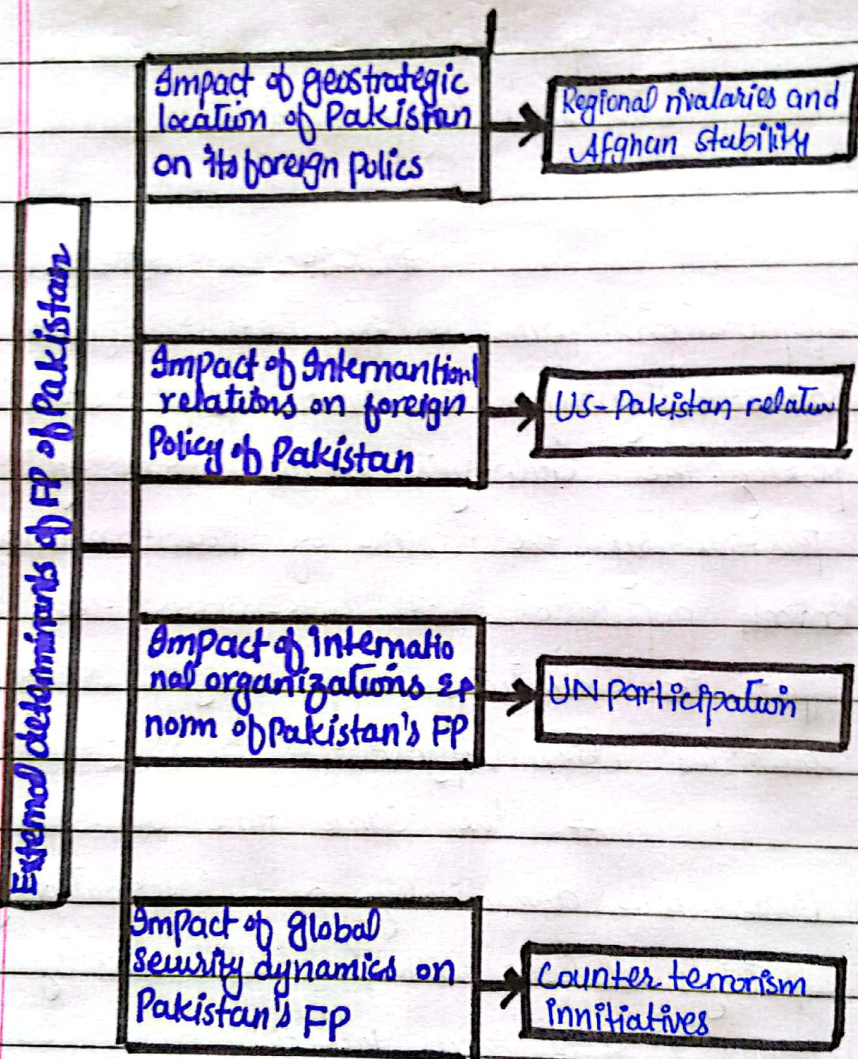 External determinants of FP of Pakistan
Impact of geostrategic
location of Pakistan
on its foreign polics
Regional rivalaries and
Afghan stability
Impact of Internantionl
relations on foreign
Policy of Pakistan
US-Pakistan relation
Impact of internatio
nal organizations &
norm of Pakistan's FP
UN participation
Impact of global
security dynamics on
Pakistan's FP
Counter terrorism
innitiatives